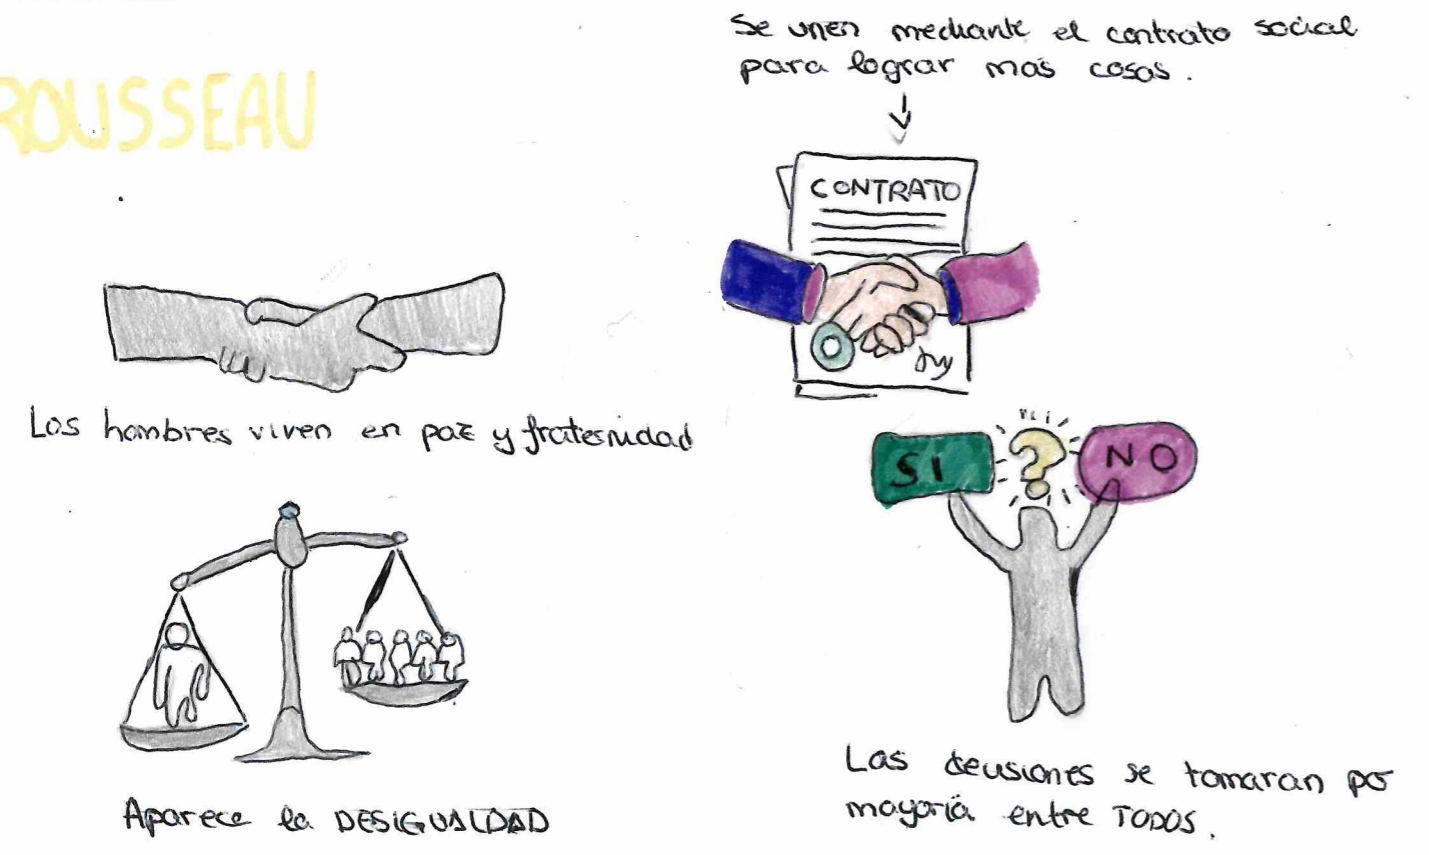 ROUSSEAU
Se unen mediante el contrato social
para lograr mas cosas.
CONTRATO
Los hombres viven en paz y fraternidad
SI ? NO
Aparece la DESIGUALDAD
Las decisiones se tomaran por
mayoría entre TODOS.